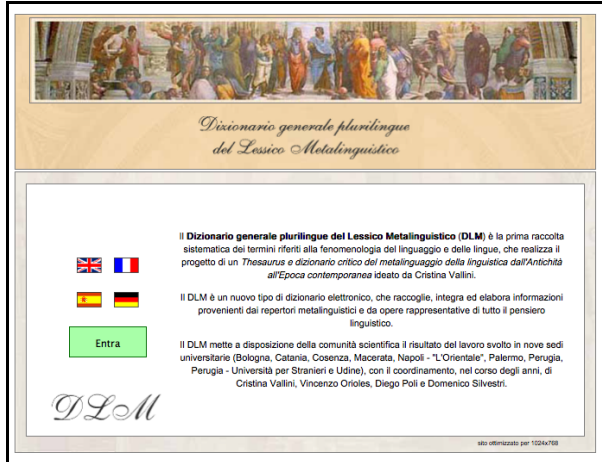 Dizionario generale plurilingue
del Lessico Metalinguistico
Il Dizionario generale plurilingue del Lessico Metalinguistico (DLM) è la prima raccolta
sistematica dei termini riferiti alla fenomenologia del linguaggio e delle lingue, che realizza il
progetto di un Thesaurus e dizionario critico del metalinguaggio della linguistica dall'Antichità
all'Epoca contemporanea ideato da Cristina Vallini.
Il DLM è un nuovo tipo di dizionario elettronico, che raccoglie, integra ed elabora informazioni
provenienti dai repertori metalinguistici e da opere rappresentative di tutto il pensiero
linguistico.
Entra
Il DLM mette a disposizione della comunità scientifica il risultato del lavoro svolto in nove sedi
universitarie (Bologna, Catania, Cosenza, Macerata, Napoli - "L'Orientale", Palermo, Perugia,
Perugia - Università per Stranieri e Udine), con il coordinamento, nel corso degli anni, di
Cristina Vallini, Vincenzo Orioles, Diego Poli e Domenico Silvestri.
DLM
sito ottimizzato per 1024x768